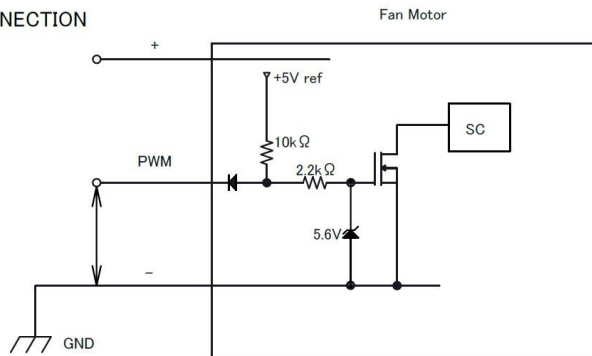 NECTION
Fan Motor
+
+5V ref
10kΩ
SC
PWM
2.2kΩ
5.6V
−
GND